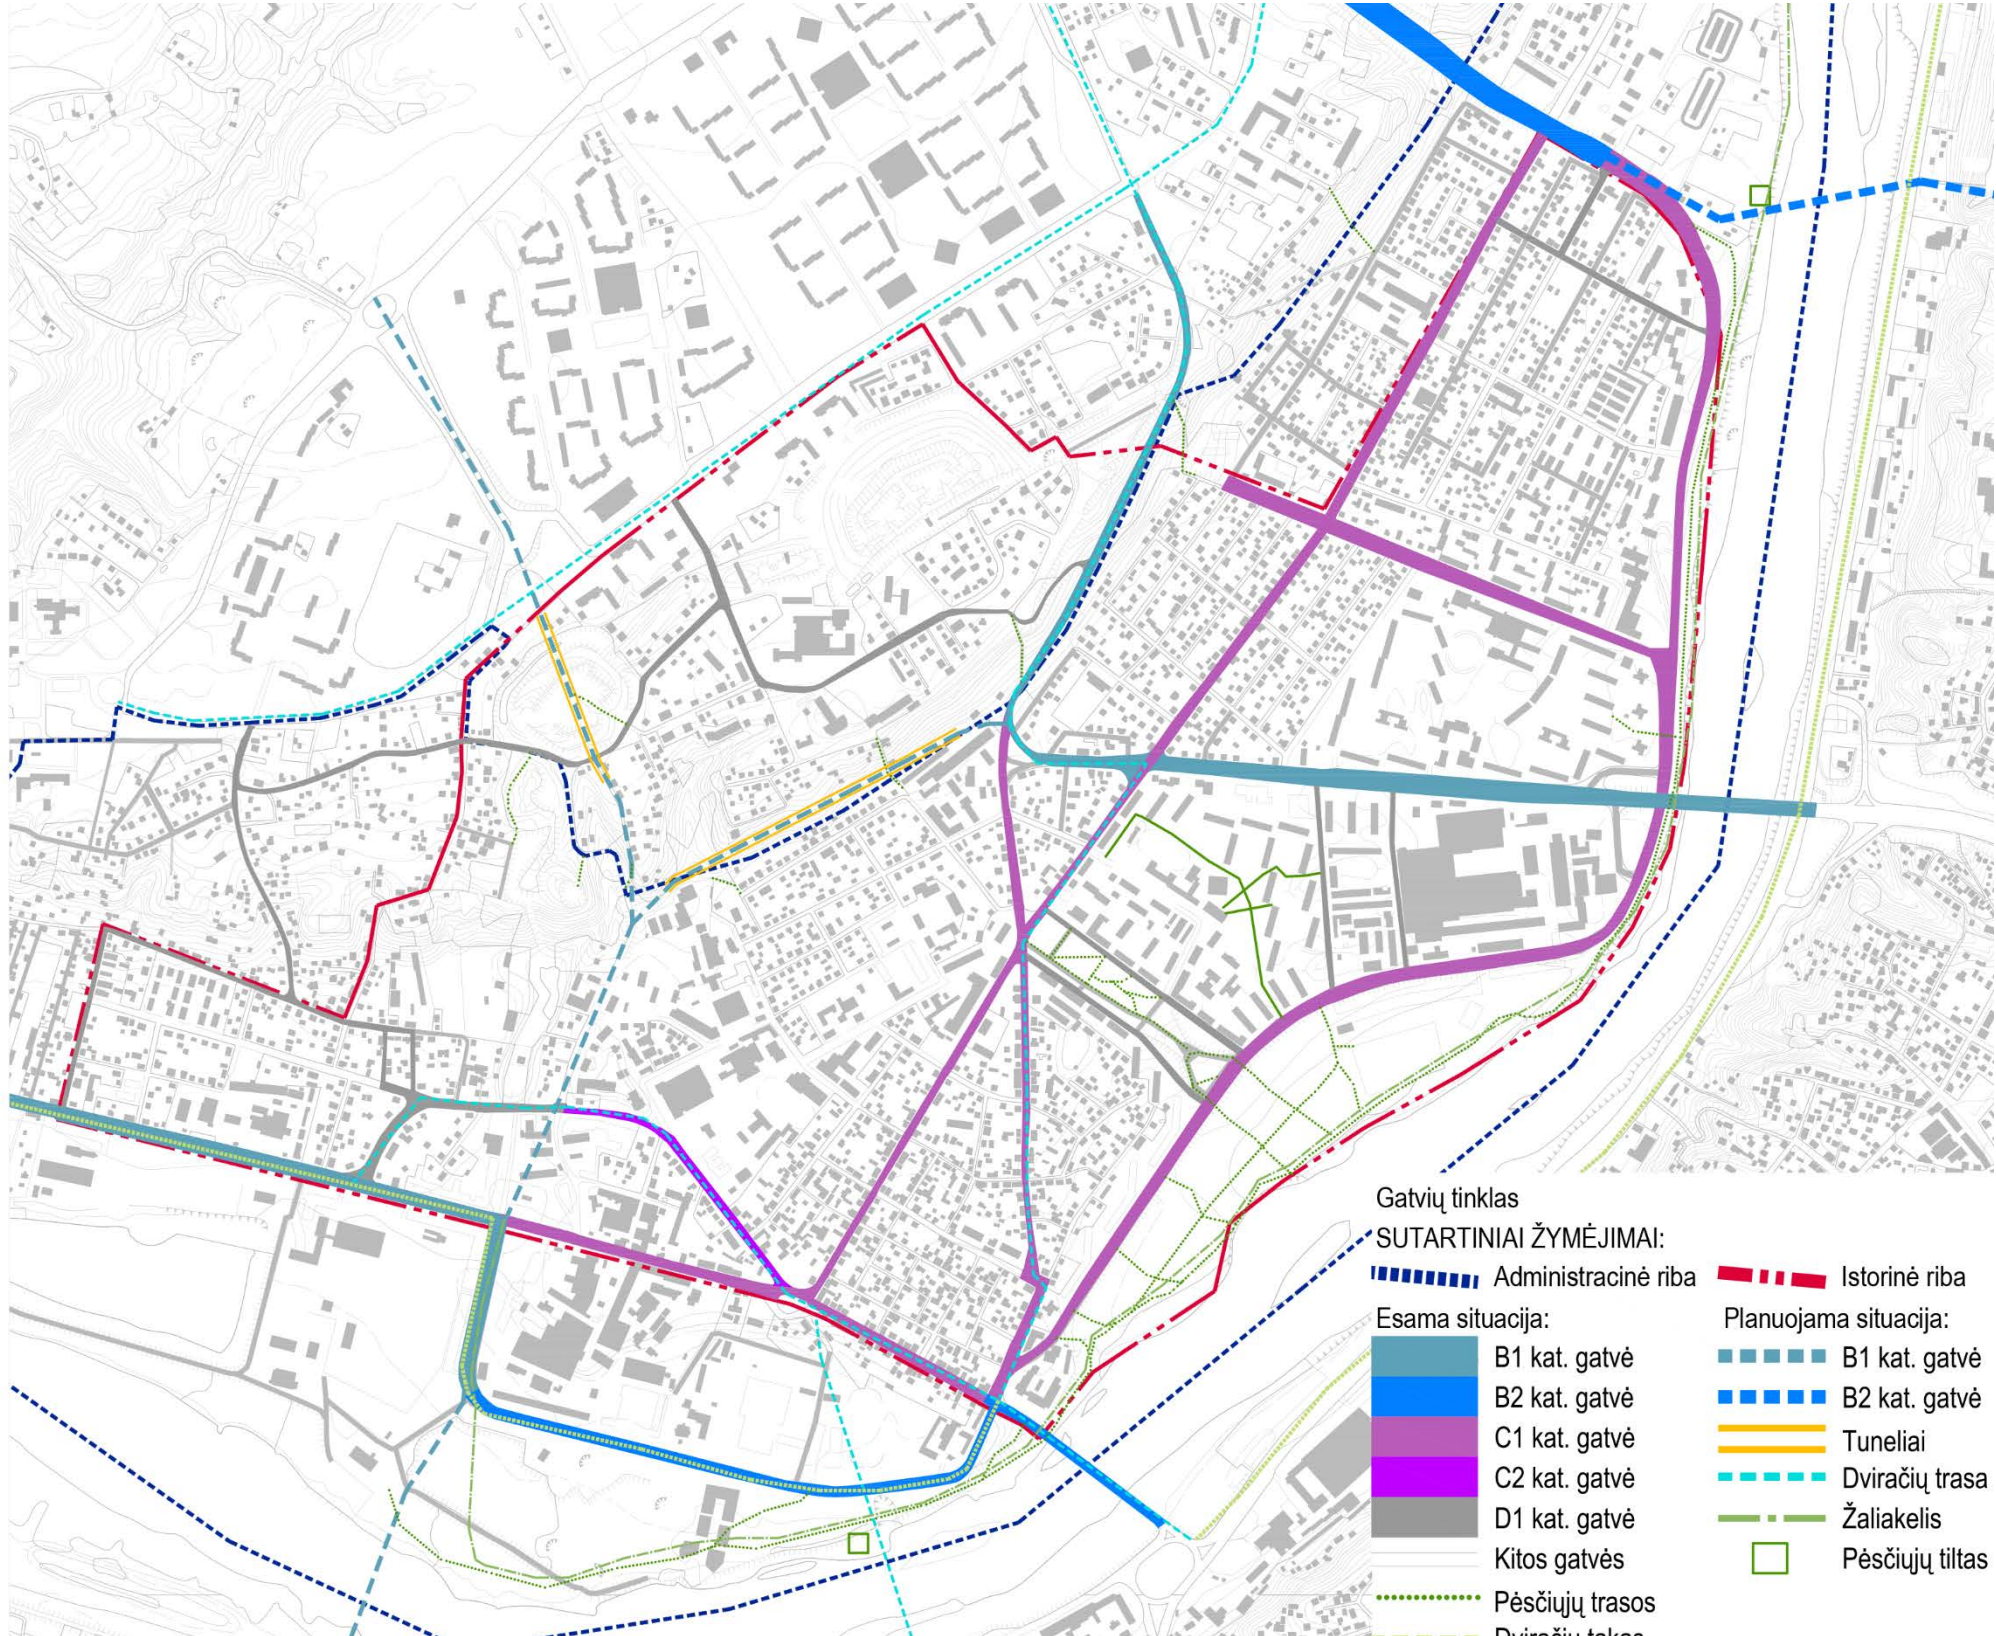 Gatvių tinklas
SUTARTINIAI ŽYMĖJIMAI:
Administracinė riba
Istorinė riba
Esama situacija:
Planuojama situacija:
B1 kat. gatvė
B1 kat. gatvė
B2 kat. gatvė
B2 kat. gatvė
C1 kat. gatvė
Tuneliai
C2 kat. gatvė
Dviračių trasa
D1 kat. gatvė
Žaliakelis
Kitos gatvės
Pėsčiųjų tiltas
Pėsčiųjų trasos
Dviračių takas